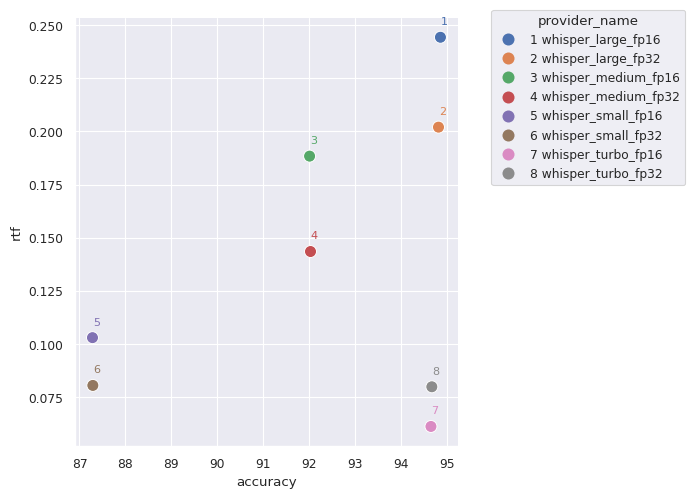 provider_name
1 whisper_large_fp16
2 whisper_large_fp32
3 whisper_medium_fp16
4 whisper_medium_fp32
5 whisper_small_fp16
6 whisper_small_fp32
7 whisper_turbo_fp16
8 whisper_turbo_fp32
rtf
0.250
0.225
0.200
0.175
0.150
0.125
0.100
0.075
1
2
3
4
5
6
8
7
87 88 89 90 91 92 93 94 95
accuracy